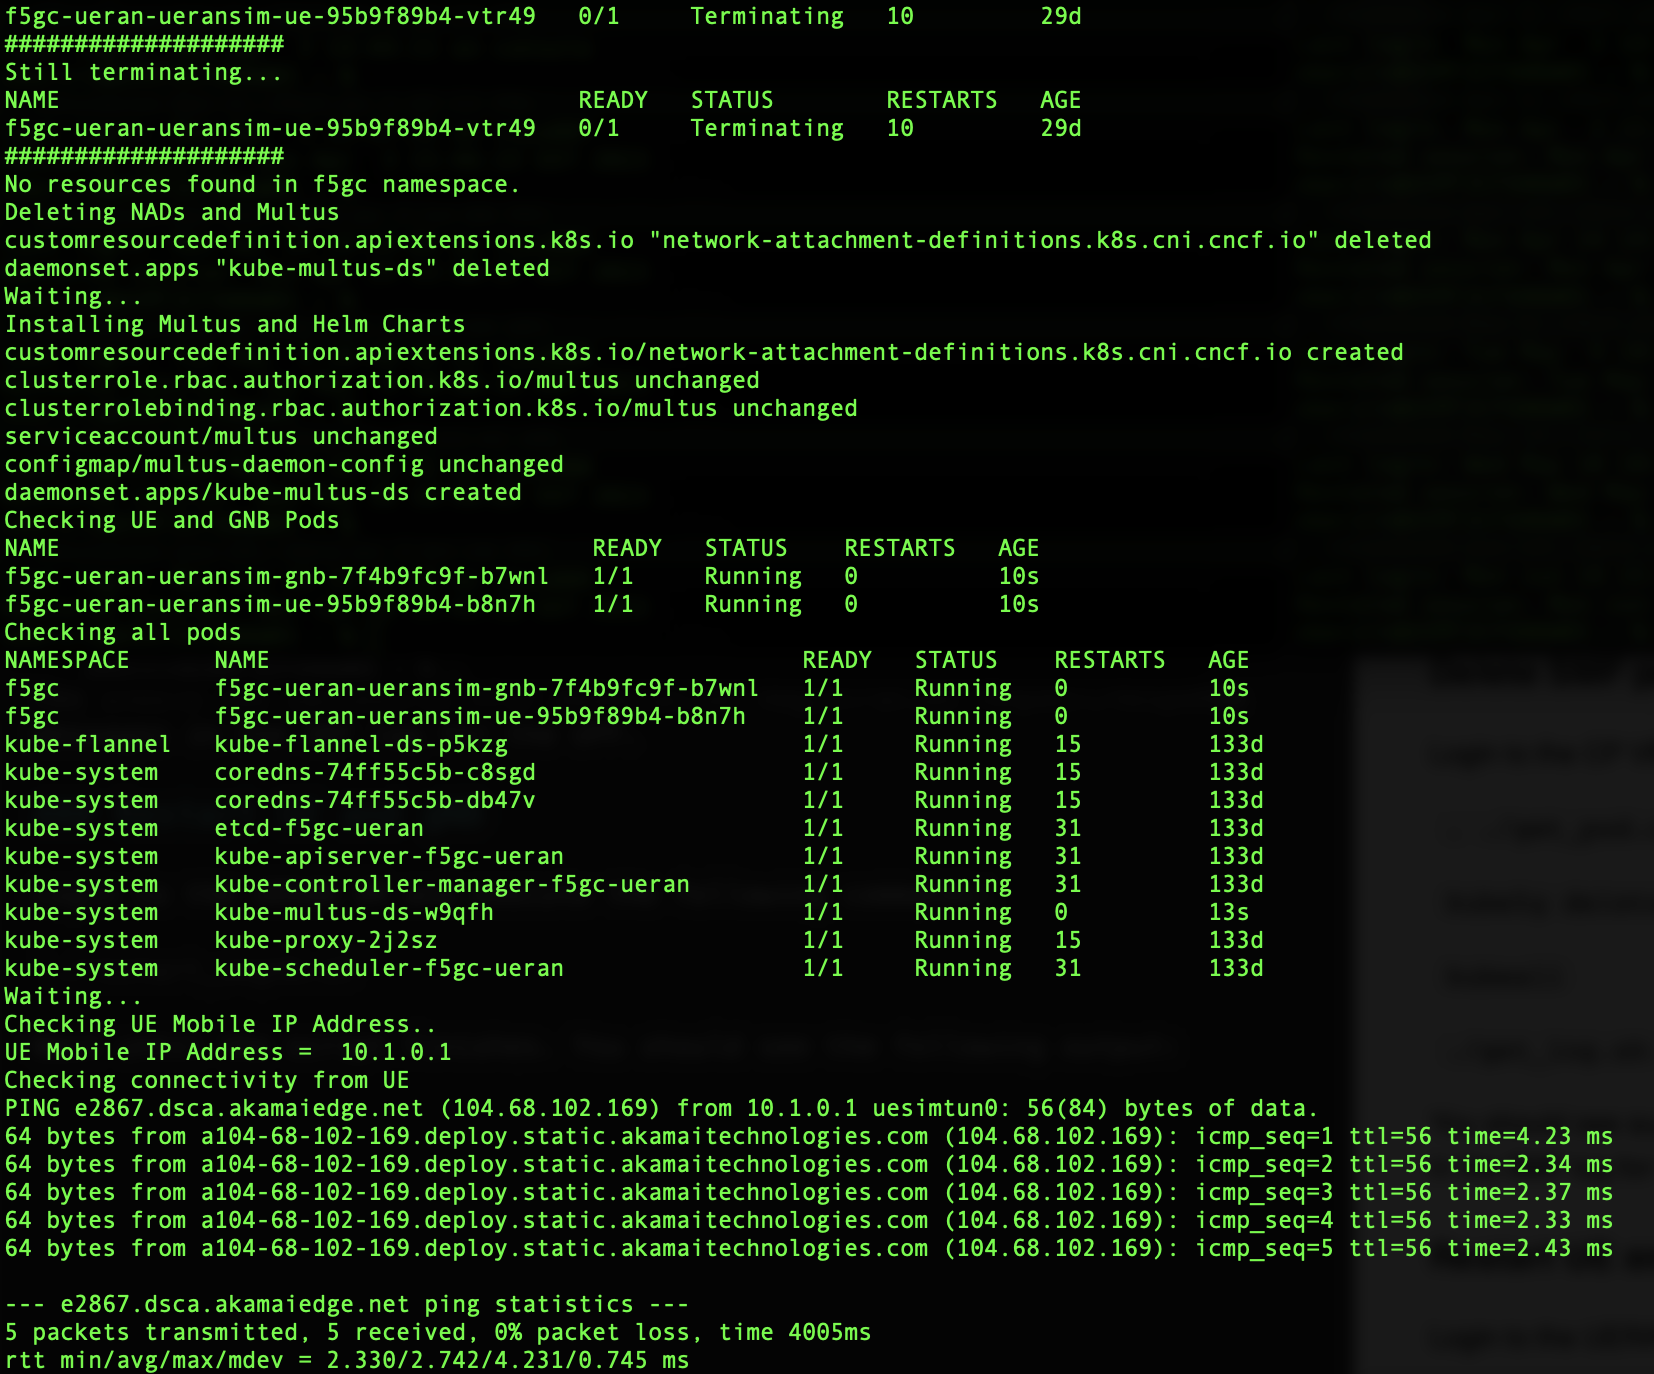 f5gc-ueran-ueransim-ue-95b9f89b4-vtr49   0/1     Terminating   10         29d
####################
Still terminating...
NAME                                     READY   STATUS        RESTARTS   AGE
f5gc-ueran-ueransim-ue-95b9f89b4-vtr49   0/1     Terminating   10         29d
####################
No resources found in f5gc namespace.
Deleting NADs and Multus
customresourcedefinition.apiextensions.k8s.io "network-attachment-definitions.k8s.cni.cncf.io" deleted
daemonset.apps "kube-multus-ds" deleted
Waiting...
Installing Multus and Helm Charts
customresourcedefinition.apiextensions.k8s.io/network-attachment-definitions.k8s.cni.cncf.io created
clusterrole.rbac.authorization.k8s.io/multus unchanged
clusterrolebinding.rbac.authorization.k8s.io/multus unchanged
serviceaccount/multus unchanged
configmap/multus-daemon-config unchanged
daemonset.apps/kube-multus-ds created
Checking UE and GNB Pods
NAME                                      READY   STATUS    RESTARTS   AGE
f5gc-ueran-ueransim-gnb-7f4b9fc9f-b7wnl   1/1     Running   0          10s
f5gc-ueran-ueransim-ue-95b9f89b4-b8n7h    1/1     Running   0          10s
Checking all pods
NAMESPACE      NAME                                      READY   STATUS    RESTARTS   AGE
f5gc           f5gc-ueran-ueransim-gnb-7f4b9fc9f-b7wnl   1/1     Running   0          10s
f5gc           f5gc-ueran-ueransim-ue-95b9f89b4-b8n7h    1/1     Running   0          10s
kube-flannel   kube-flannel-ds-p5kzg                     1/1     Running   15         133d
kube-system    coredns-74ff55c5b-c8sgd                   1/1     Running   15         133d
kube-system    coredns-74ff55c5b-db47v                   1/1     Running   15         133d
kube-system    etcd-f5gc-ueran                           1/1     Running   31         133d
kube-system    kube-apiserver-f5gc-ueran                 1/1     Running   31         133d
kube-system    kube-controller-manager-f5gc-ueran        1/1     Running   31         133d
kube-system    kube-multus-ds-w9qfh                      1/1     Running   0          13s
kube-system    kube-proxy-2j2sz                          1/1     Running   15         133d
kube-system    kube-scheduler-f5gc-ueran                 1/1     Running   31         133d
Waiting...
Checking UE Mobile IP Address..
UE Mobile IP Address =  10.1.0.1
Checking connectivity from UE
PING e2867.dsca.akamaiedge.net (104.68.102.169) from 10.1.0.1 uesimtun0: 56(84) bytes of data.
64 bytes from a104-68-102-169.deploy.static.akamaitechnologies.com (104.68.102.169): icmp_seq=1 ttl=56 time=4.23 ms
64 bytes from a104-68-102-169.deploy.static.akamaitechnologies.com (104.68.102.169): icmp_seq=2 ttl=56 time=2.34 ms
64 bytes from a104-68-102-169.deploy.static.akamaitechnologies.com (104.68.102.169): icmp_seq=3 ttl=56 time=2.37 ms
64 bytes from a104-68-102-169.deploy.static.akamaitechnologies.com (104.68.102.169): icmp_seq=4 ttl=56 time=2.33 ms
64 bytes from a104-68-102-169.deploy.static.akamaitechnologies.com (104.68.102.169): icmp_seq=5 ttl=56 time=2.43 ms

--- e2867.dsca.akamaiedge.net ping statistics ---
5 packets transmitted, 5 received, 0% packet loss, time 4005ms
rtt min/avg/max/mdev = 2.330/2.742/4.231/0.745 ms